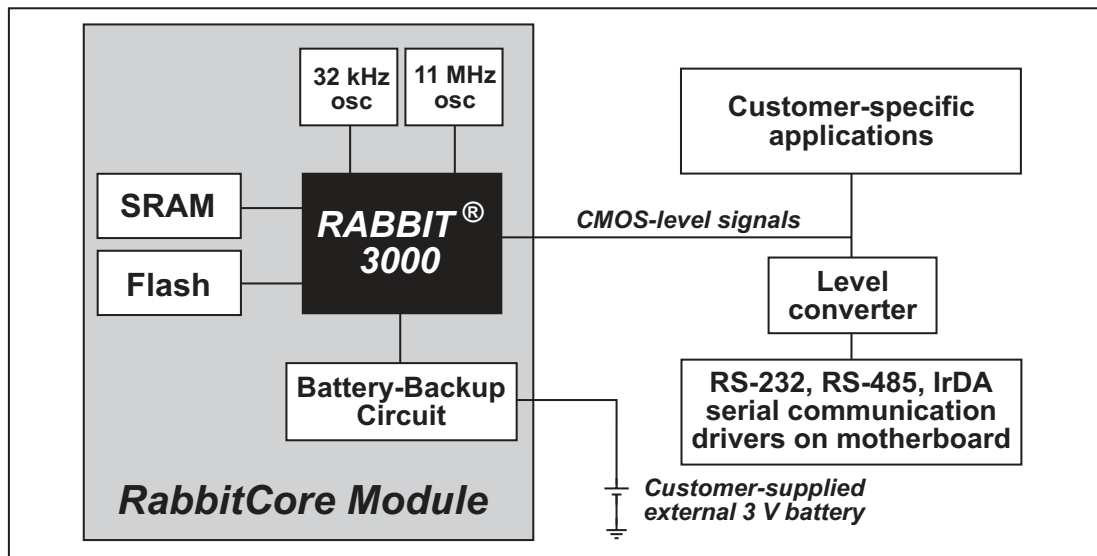 32 kHz
osc
11 MHz
osc
SRAM
Flash
RABBIT®
3000
Battery-Backup
Circuit
RabbitCore Module
CMOS-level signals
Customer-specific
applications
Level
converter
RS-232, RS-485, IrDA
serial communication
drivers on motherboard
Customer-supplied
external 3 V battery